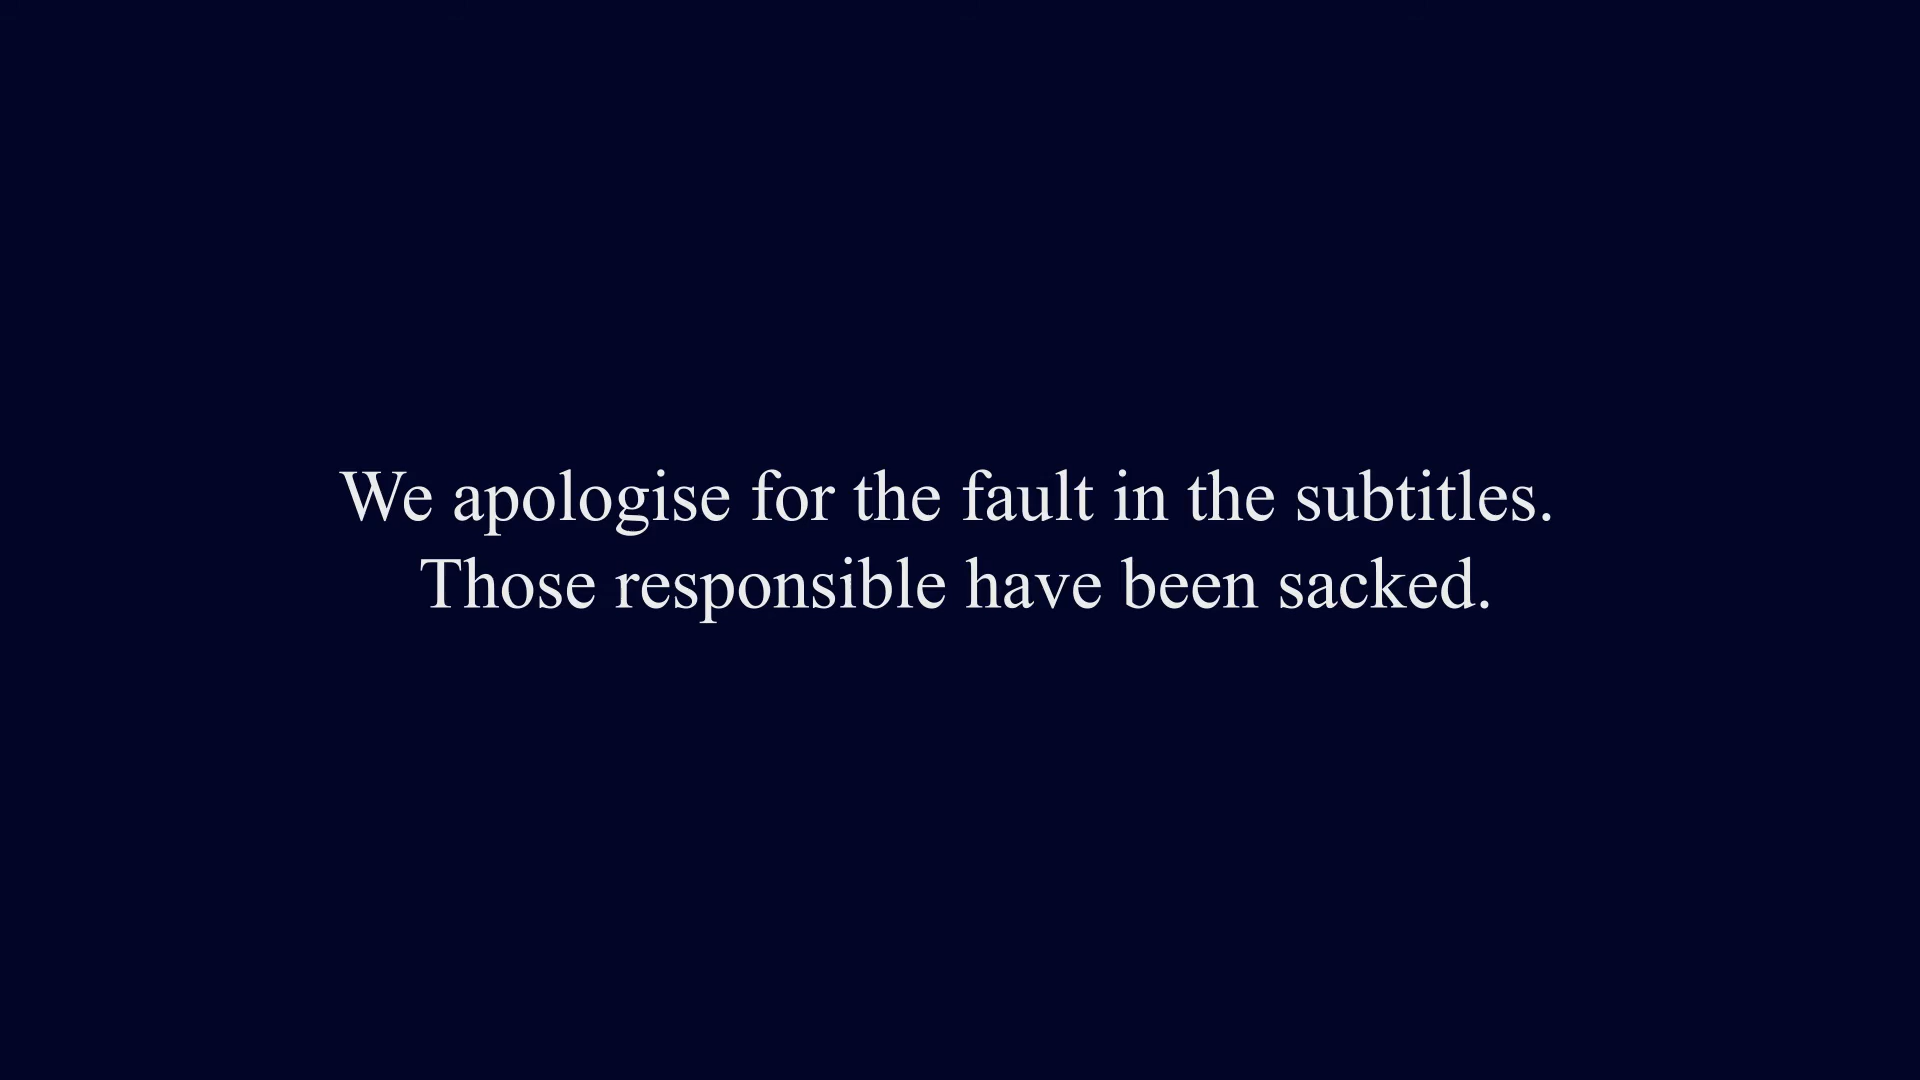 We apologise for the fault in the subtitles.
Those responsible have been sacked.